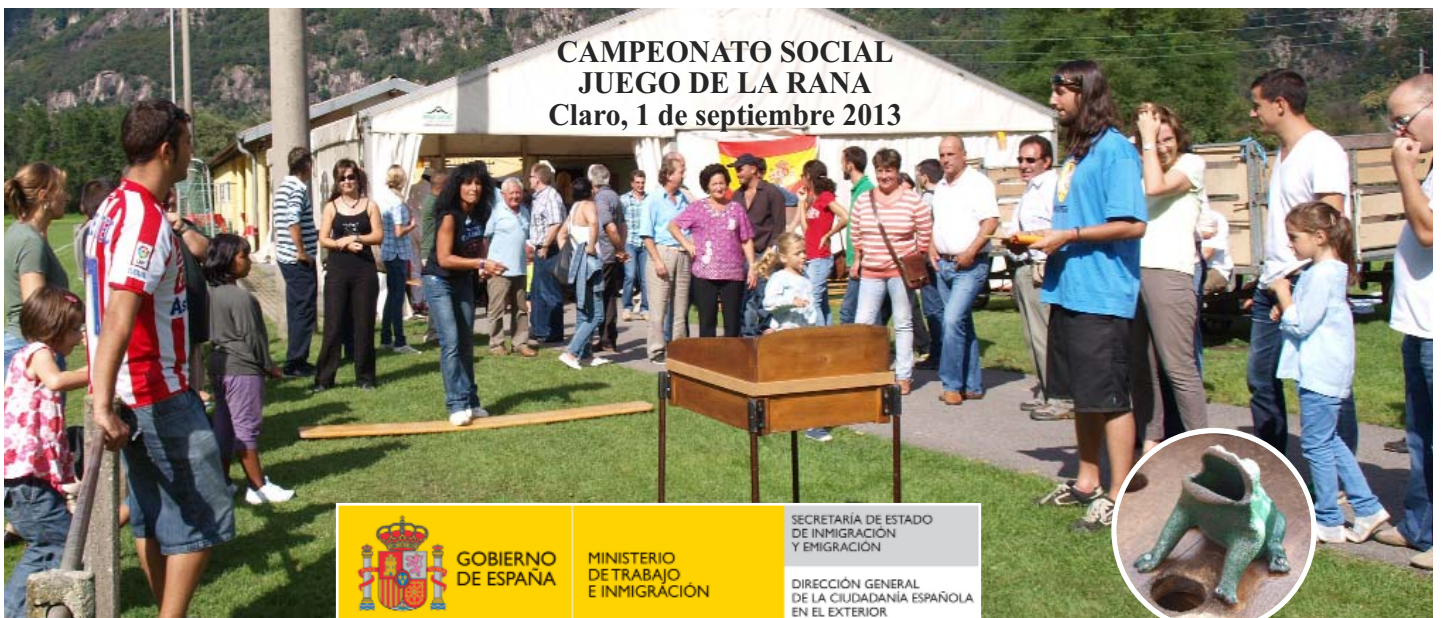 CAMPEONATO SOCIAL
JUEGO DE LA RANA
Claro, 1 de septiembre 2013
GOBIERNO
DE ESPAÑA
MINISTERIO
DE TRABAJO
E INMIGRACIÓN
SECRETARÍA DE ESTADO
DE INMIGRACIÓN
Y EMIGRACIÓN
DIRECCIÓN GENERAL
DE LA CIUDADANÍA ESPAÑOLA
EN EL EXTERIOR